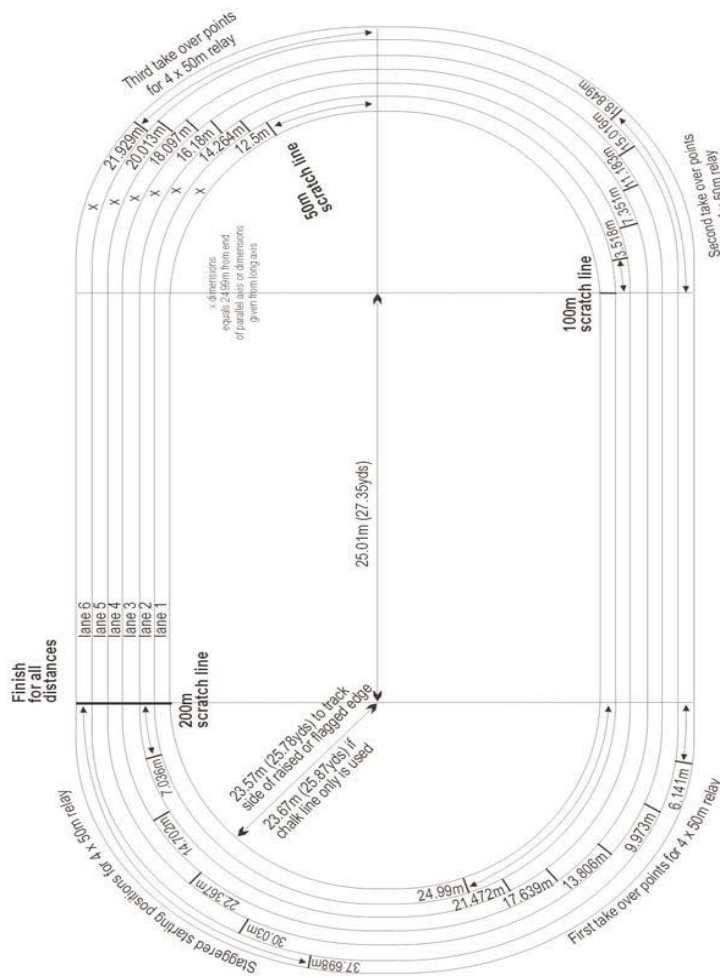 Third take over points
for 4 x 50m relay
21.929m
20.013m
18.097m
16.18m
14.264m
12.5m
X
X
X
X
X
50m
scratch line
18.849m
15.016m
11.183m
7.351m
3.518m
Second take over points
4 x 50m relay
x dimensions
equals 24.99m from end
of parallel axis or dimensions
given from long axis
100m
scratch line
25.01m (27.35yds)
lane 6
lane 5
lane 4
lane 3
lane 2
lane 1
Finish
for all
distances
200m
scratch line
23.57m (25.78yds) to track
side of raised or flagged edge
23.67m (25.87yds) if
chalk line only is used
7.036m
14.702m
22.367m
30.03m
37.698m
Staggered starting positions for 4 x 50m relay
24.99m
21.472m
17.639m
13.806m
9.973m
6.141m
First take over points for 4 x 50m relay